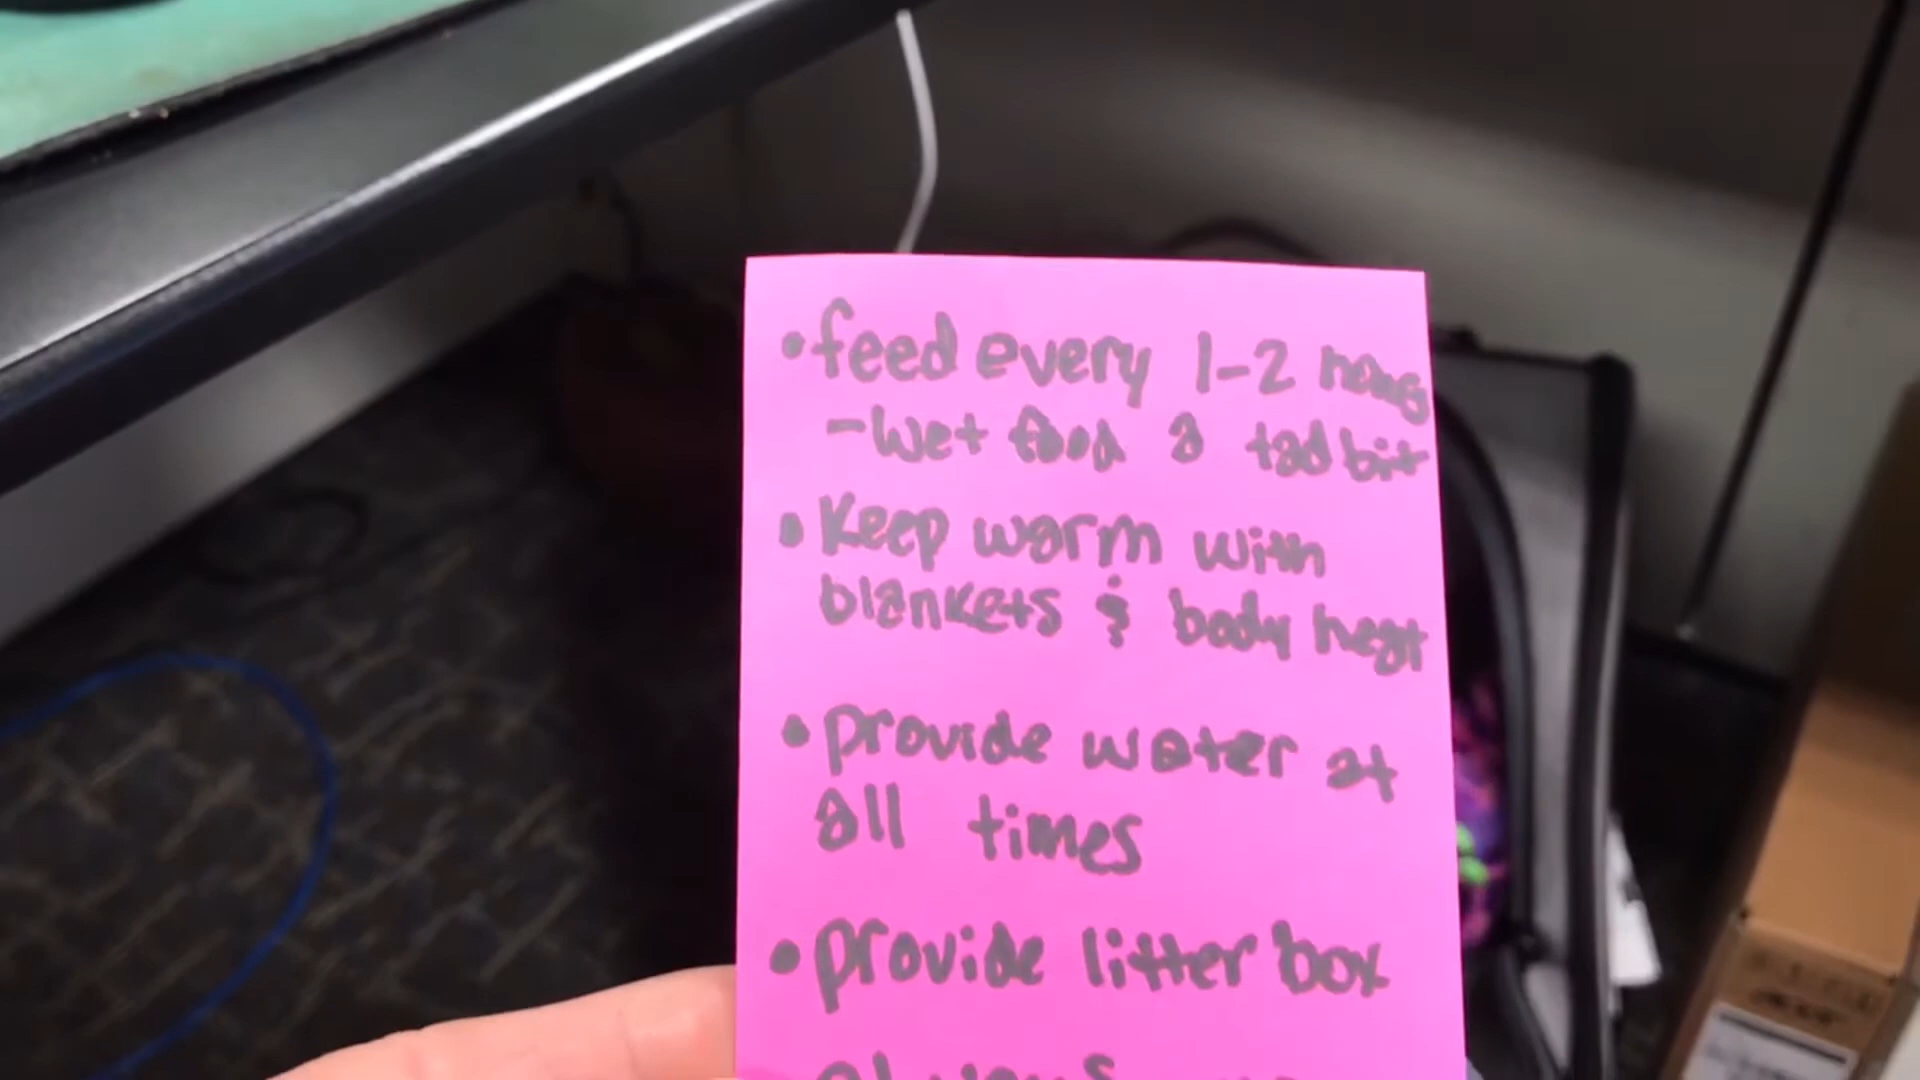 • feed every 1-2 hours
- wet food a tad bit
• Keep warm with
blankets & body heat
• provide water at
all times
• provide litter box
always